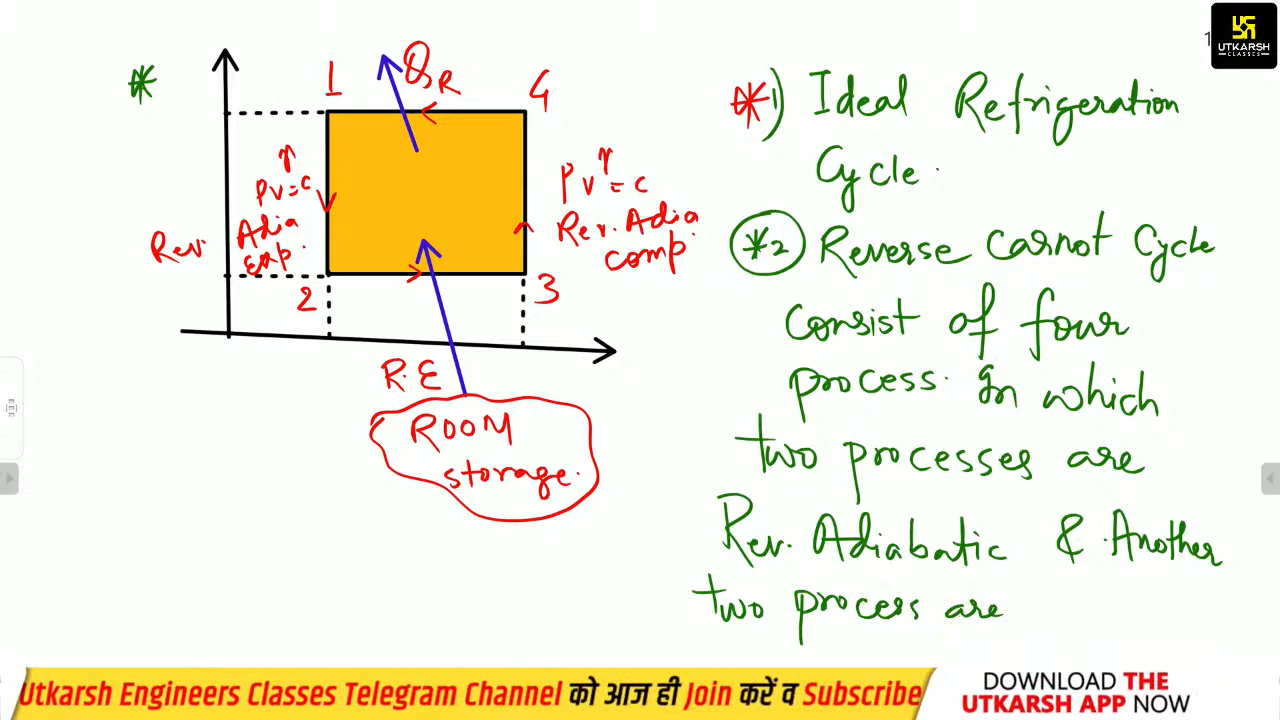 UTKARSH
CLASSES
1
1 QR 4
Pvγ=c
Rev. Adia
exp.
Pvγ=c
Rev. Adia
comp.
2 3
R.E
ROOM
storage.
*1) Ideal Refrigeration
Cycle.
*2 Reverse Carnot Cycle
Consist of four
process. In which
two processes are
Rev. Adiabatic & Another
two process are
Utkarsh Engineers Classes Telegram Channel को आज ही Join करें व Subscribe
DOWNLOAD THE
UTKARSH APP NOW